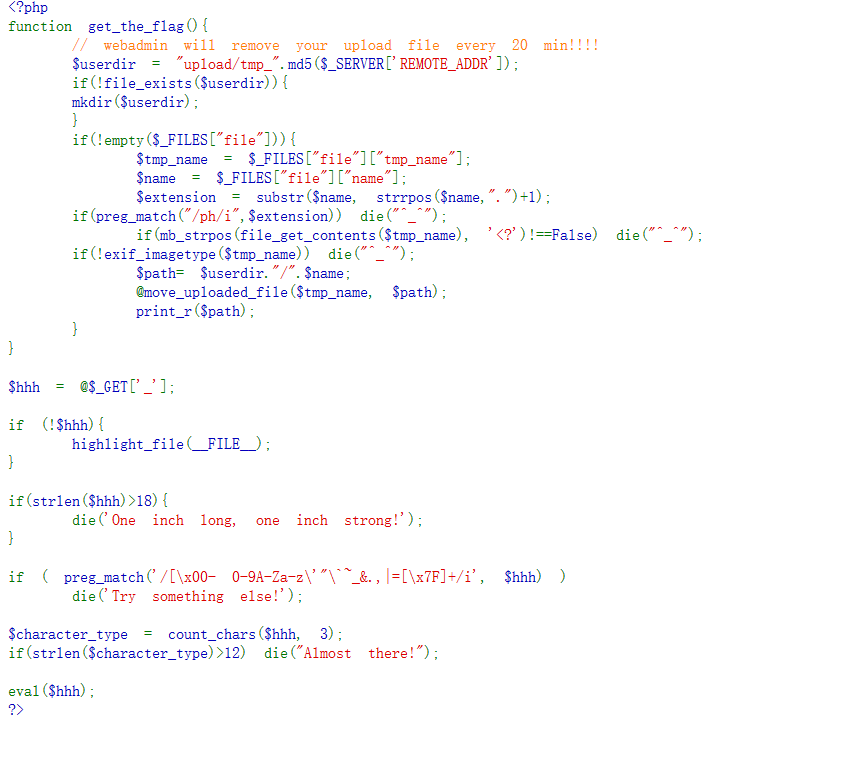 <?php
function get_the_flag(){
// webadmin will remove your upload file every 20 min!!!!
$userdir = "upload/tmp_".md5($_SERVER['REMOTE_ADDR']);
if(!file_exists($userdir)){
mkdir($userdir);
}
if(!empty($_FILES["file"])){
$tmp_name = $_FILES["file"]["tmp_name"];
$name = $_FILES["file"]["name"];
$extension = substr($name, strrpos($name,".")+1);
if(preg_match("/ph/i",$extension)) die("^_^");
if(mb_strpos(file_get_contents($tmp_name), '<?')!==False) die("^_^");
if(!exif_imagetype($tmp_name)) die("^_^");
$path= $userdir."/".$name;
@move_uploaded_file($tmp_name, $path);
print_r($path);
}
}
$hhh = @$_GET['_'];
if (!$hhh){
highlight_file(__FILE__);
}
if(strlen($hhh)>18){
die('One inch long, one inch strong!');
}
if ( preg_match('/[\x00- 0-9A-Za-z\'"\`~_&.,|=[\x7F]+/i', $hhh) )
die('Try something else!');
$character_type = count_chars($hhh, 3);
if(strlen($character_type)>12) die("Almost there!");
eval($hhh);
?>